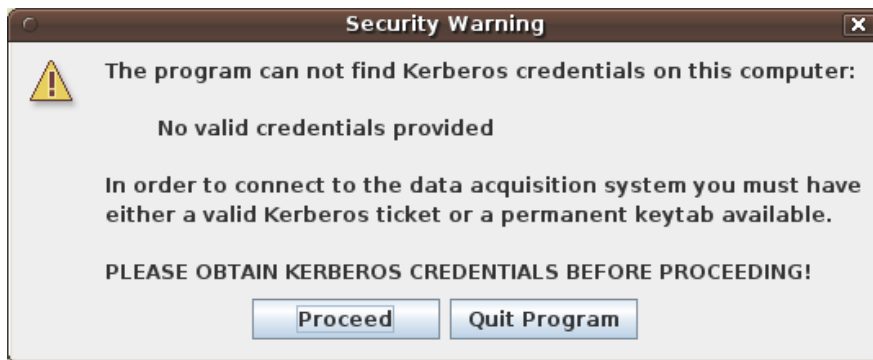 Security Warning
The program can not find Kerberos credentials on this computer:
No valid credentials provided
In order to connect to the data acquisition system you must have
either a valid Kerberos ticket or a permanent keytab available.
PLEASE OBTAIN KERBEROS CREDENTIALS BEFORE PROCEEDING!
Proceed
Quit Program